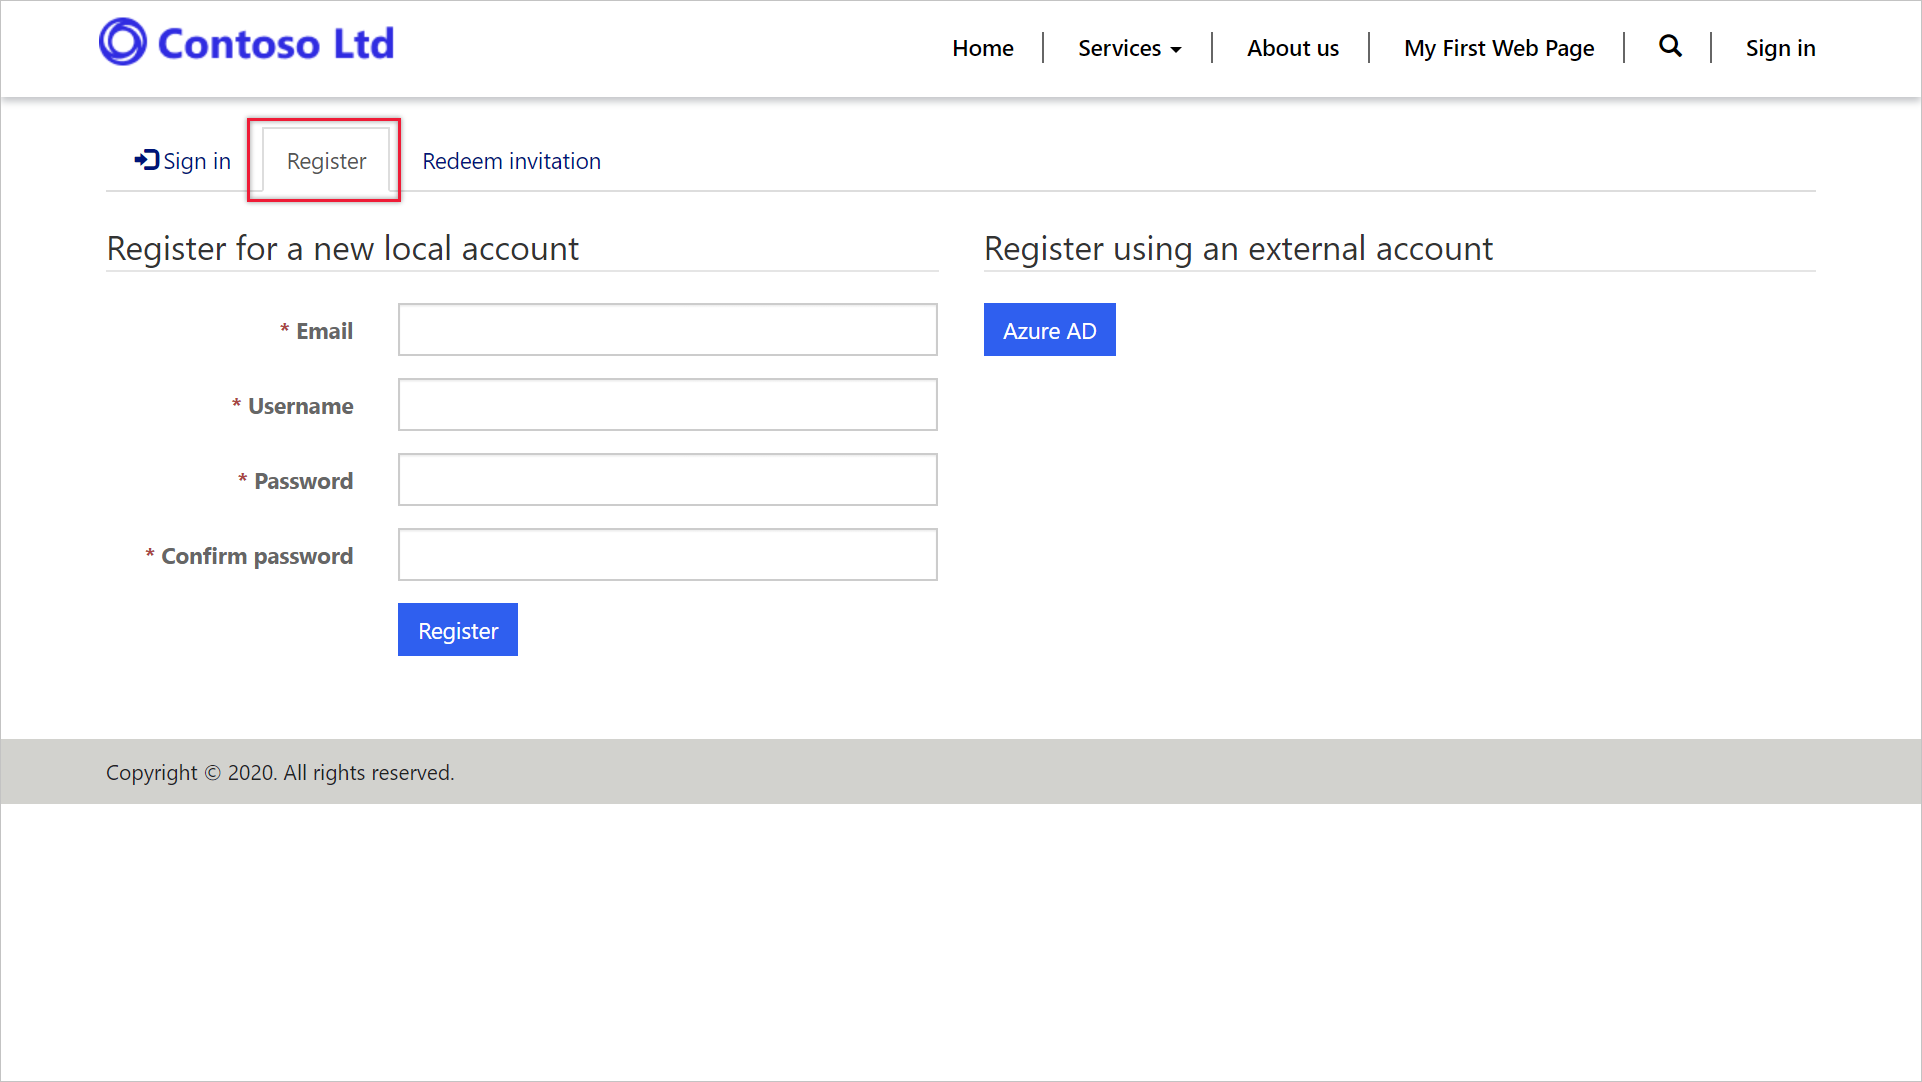 Contoso Ltd
Home Services About us My First Web Page Sign in
Sign in Register Redeem invitation
Register for a new local account
Register using an external account
* Email
Azure AD
* Username
* Password
* Confirm password
Register
Copyright © 2020. All rights reserved.